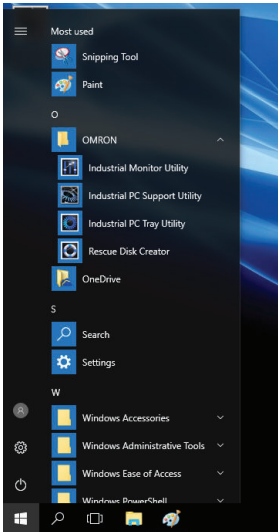 Most used
Snipping Tool
Paint
O
OMRON
Industrial Monitor Utility
Industrial PC Support Utility
Industrial PC Tray Utility
Rescue Disk Creator
OneDrive
S
Search
Settings
W
Windows Accessories
Windows Administrative Tools
Windows Ease of Access
Windows PowerShell